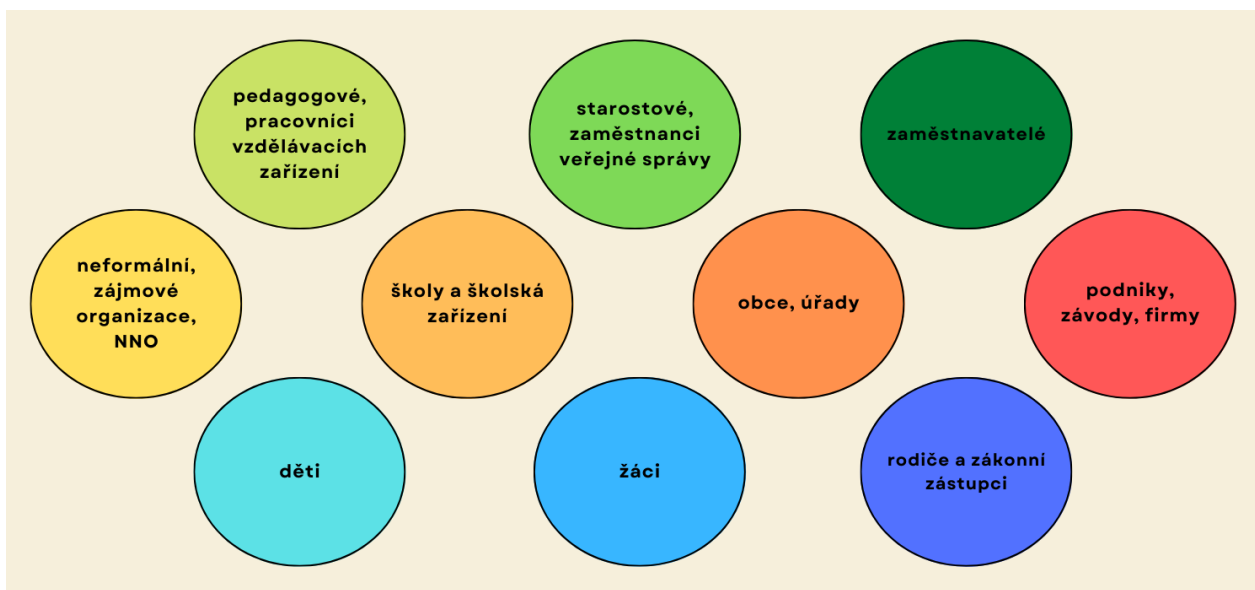 pedagogové,
pracovníci
vzdělávacích
zařízení
starostové,
zaměstnanci
veřejné správy
zaměstnavatelé
neformální,
zájmové
organizace,
NNO
školy a školská
zařízení
obce, úřady
podniky,
závody, firmy
děti
žáci
rodiče a zákonní
zástupci